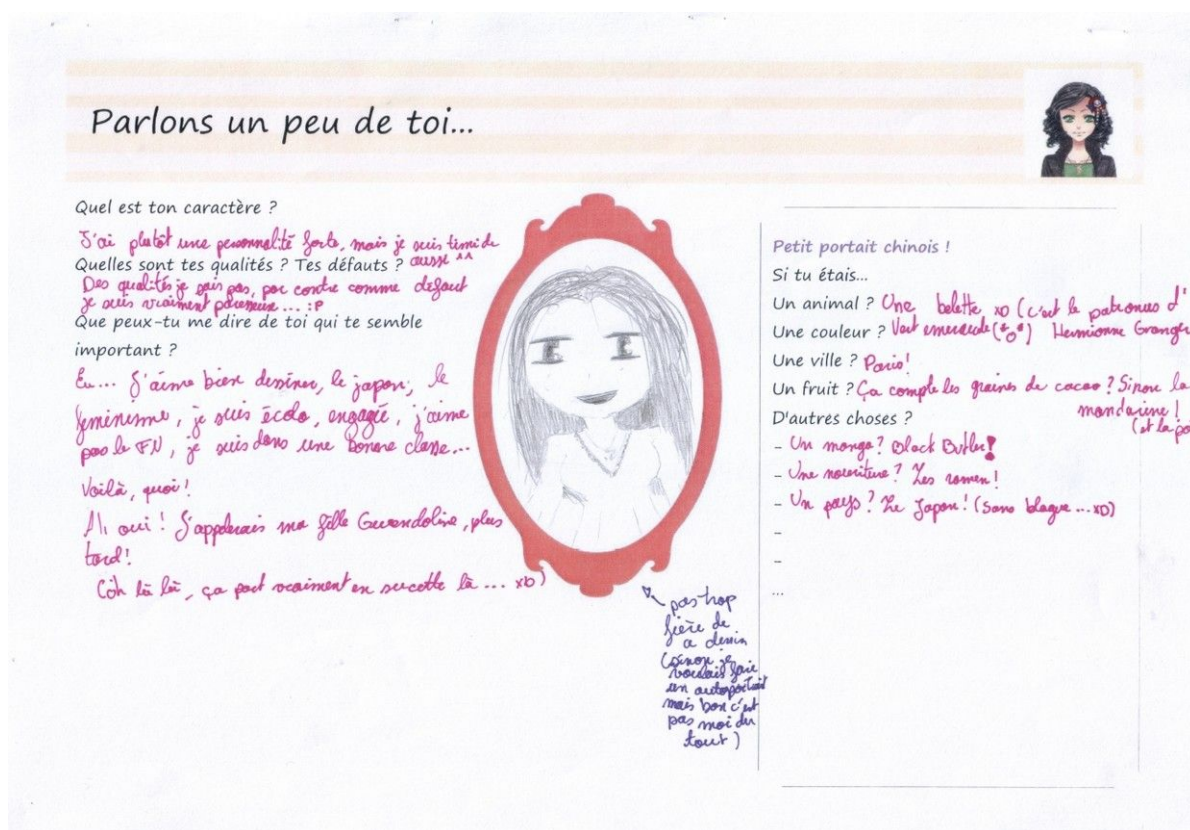 Parlons un peu de toi...
Quel est ton caractère ?
J'ai plutôt une personnalité forte, mais je suis timide
aussi ^^
Quelles sont tes qualités ? Tes défauts ?
Des qualités je sais pas, par contre comme défaut
je suis vraiment ... :P
Que peux-tu me dire de toi qui te semble
important ?
Eu... J'aime bien dessiner, le japon, le
féminisme, je suis écolo, engagée, j'aime
pas le FN, je suis dans une bonne classe...
Voilà, quoi!
Ah oui ! J'appelerais ma fille Gwendoline, plus
tard!
(Oh là là, ça part vraiment en sucette là ... xD)
pas trop
fière de
a dessin
(sinon je
voulais faire
un autoportrait
mais bon c'est
pas moi du
tout)
Petit portait chinois !
Si tu étais...
Un animal ? Une belette xD (c'est le patronus d'
Hermionne Granger
Une couleur ? Vert emeraude (*o*)
Une ville ? Paris!
Un fruit ? Ça compte les graines de cacao ? Sinon la
mandarine !
(et la
D'autres choses ?
- Un manga? Black Butler!
- Une nourriture? Les ramen!
- Un pays? Le Japon! (Sans blague ... xD)
-
-
...